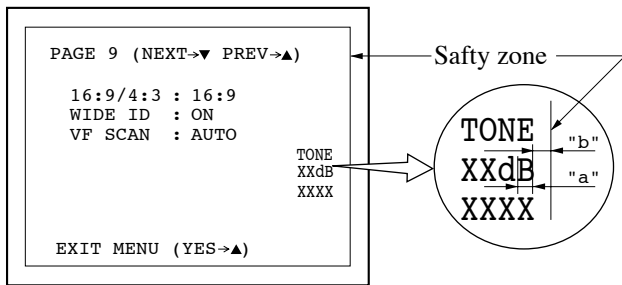 PAGE 9 (NEXT→▼ PREV→▲)
16:9/4:3 : 16:9
WIDE ID : ON
VF SCAN : AUTO
TONE
XXdB
XXXX
EXIT MENU (YES→▲)
Safty zone
TONE
"b"
XXdB
"a"
XXXX